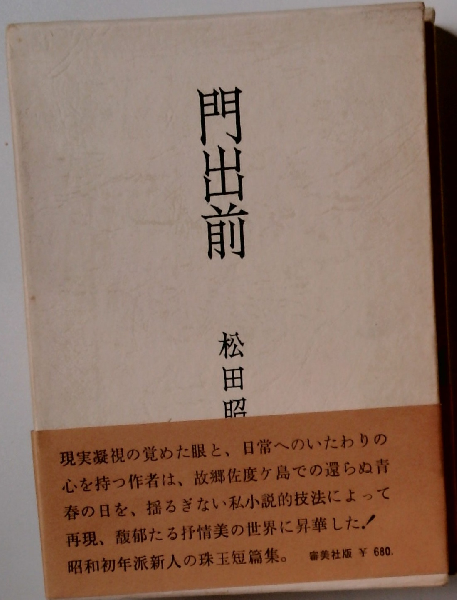 門出前
松田昭
現実凝視の覚めた眼と、日常へのいたわりの
心を持つ作者は、故郷佐度ケ島での還らぬ青
春の日を、揺るぎない私小説的技法によって
再現、馥郁たる抒情美の世界に昇華した！
昭和初年派新人の珠玉短篇集。 審美社版 ¥ 680.